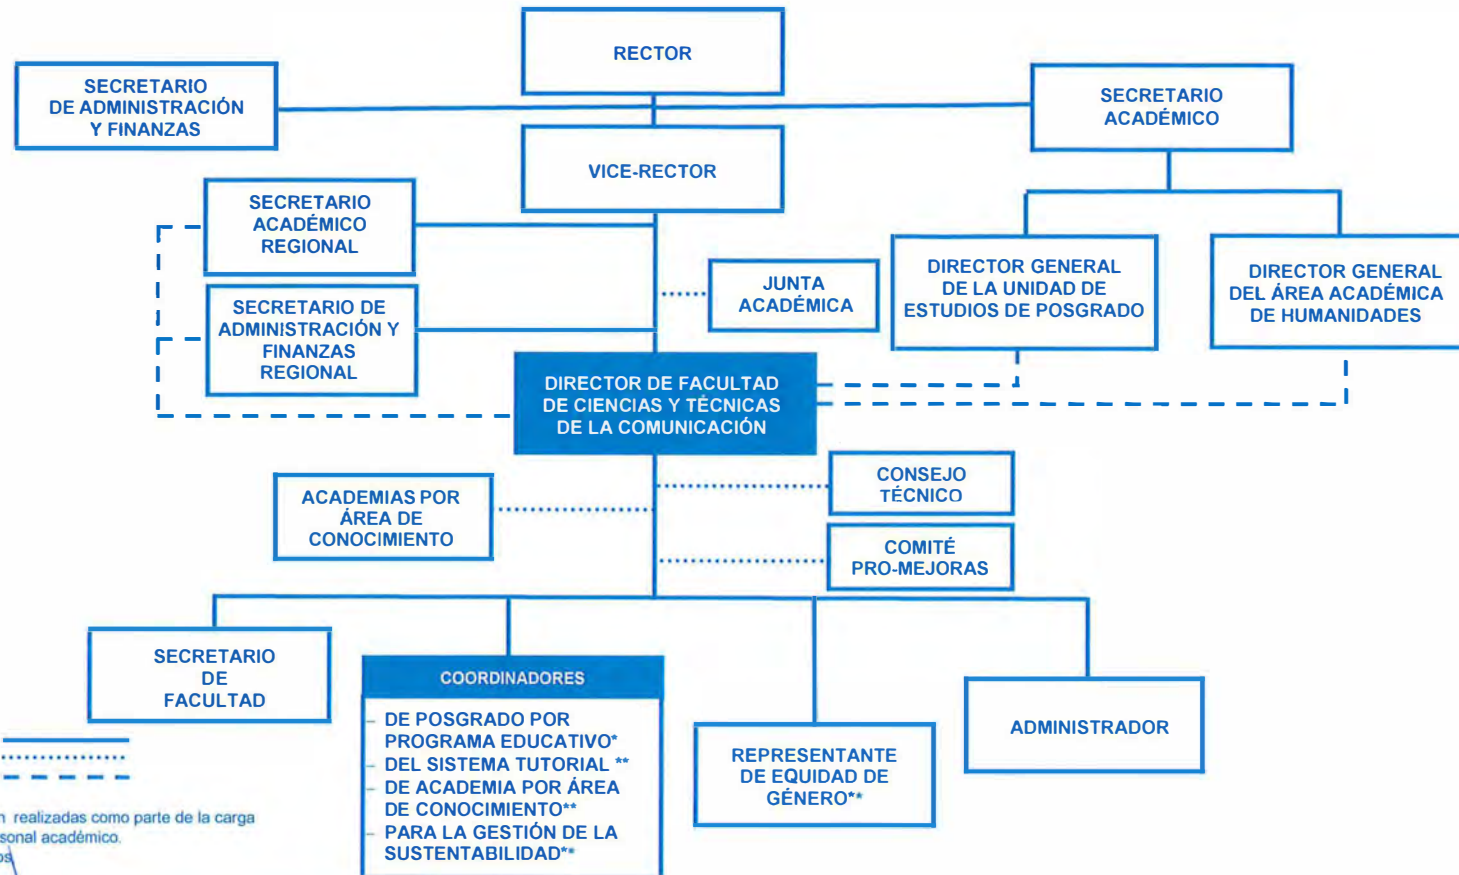 RECTOR
SECRETARIO
DE ADMINISTRACIÓN
Y FINANZAS
SECRETARIO
ACADÉMICO
VICE-RECTOR
SECRETARIO
ACADÉMICO
REGIONAL
DIRECTOR GENERAL
DE LA UNIDAD DE
ESTUDIOS DE POSGRADO
DIRECTOR GENERAL
DEL ÁREA ACADÉMICA
DE HUMANIDADES
JUNTA
ACADÉMICA
SECRETARIO DE
ADMINISTRACIÓN Y
FINANZAS
REGIONAL
DIRECTOR DE FACULTAD
DE CIENCIAS Y TÉCNICAS
DE LA COMUNICACIÓN
CONSEJO
TÉCNICO
ACADEMIAS POR
ÁREA DE
CONOCIMIENTO
COMITÉ
PRO-MEJORAS
SECRETARIO
DE
FACULTAD
COORDINADORES
- DE POSGRADO POR
PROGRAMA EDUCATIVO*
- DEL SISTEMA TUTORIAL **
- DE ACADEMIA POR ÁREA
DE CONOCIMIENTO**
- PARA LA GESTIÓN DE LA
SUSTENTABILIDAD**
REPRESENTANTE
DE EQUIDAD DE
GÉNERO**
ADMINISTRADOR
realizadas como parte de la carga
académico.